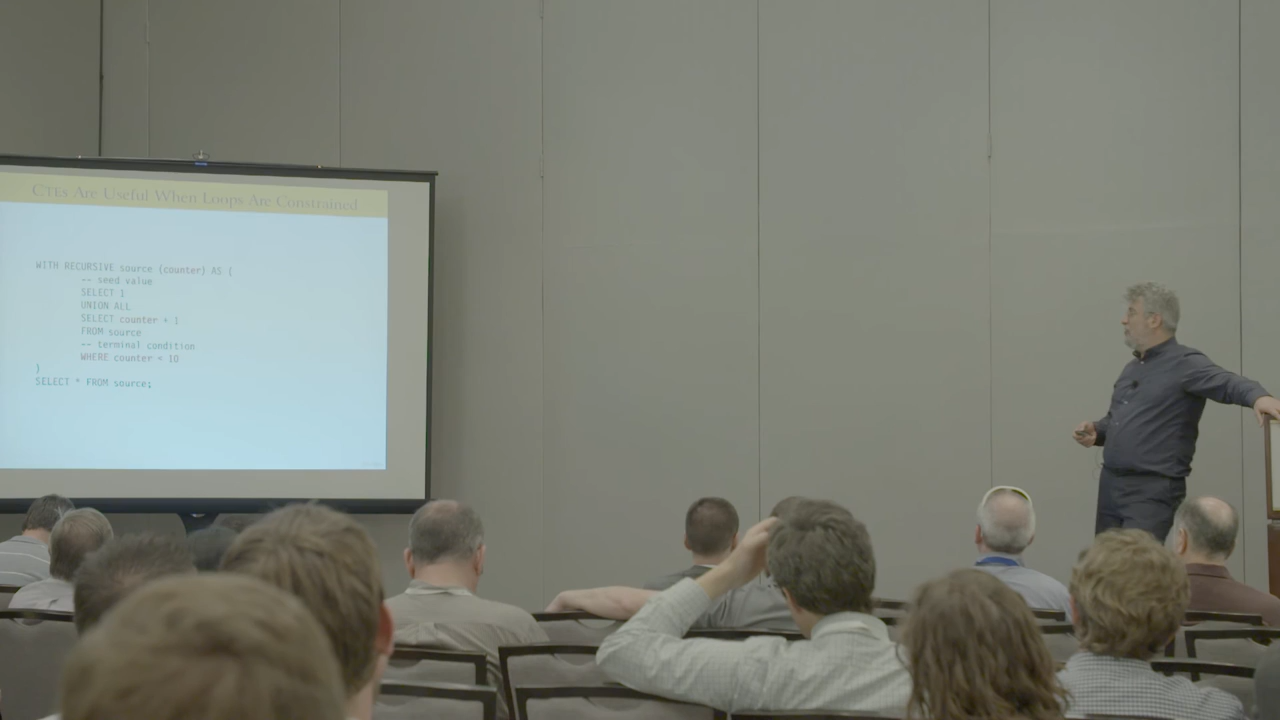 CTEs Are Useful When Loops Are Constrained
WITH RECURSIVE source (counter) AS (
-- seed value
SELECT 1
UNION ALL
SELECT counter + 1
FROM source
-- terminal condition
WHERE counter < 10
)
SELECT * FROM source;